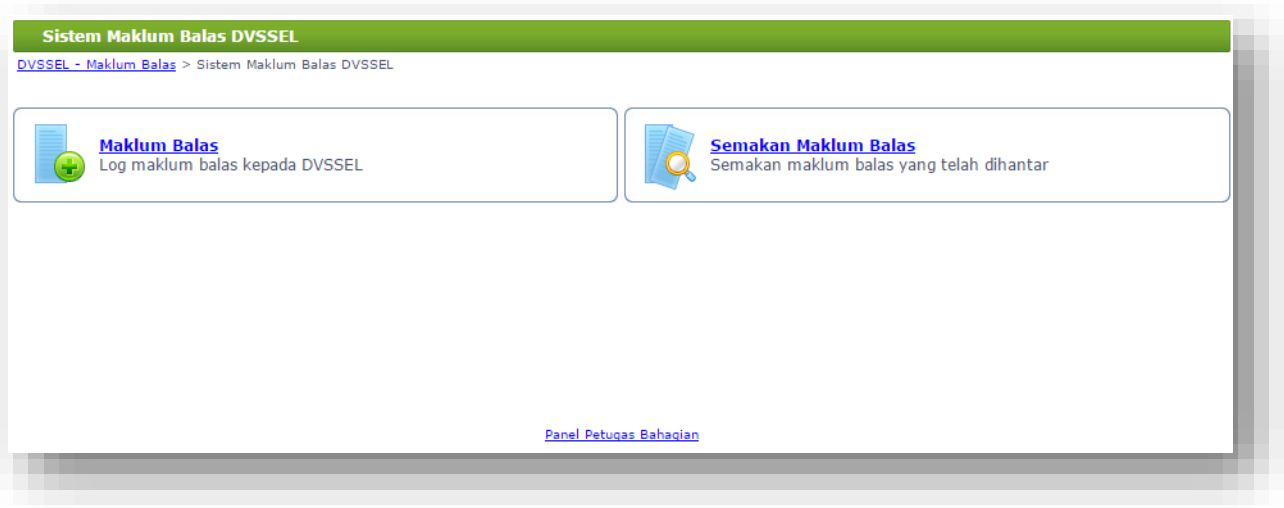 Sistem Maklum Balas DVSSEL
DVSSEL - Maklum Balas > Sistem Maklum Balas DVSSEL
Maklum Balas
Log maklum balas kepada DVSSEL
Semakan Maklum Balas
Semakan maklum balas yang telah dihantar
Panel Petugas Bahagian